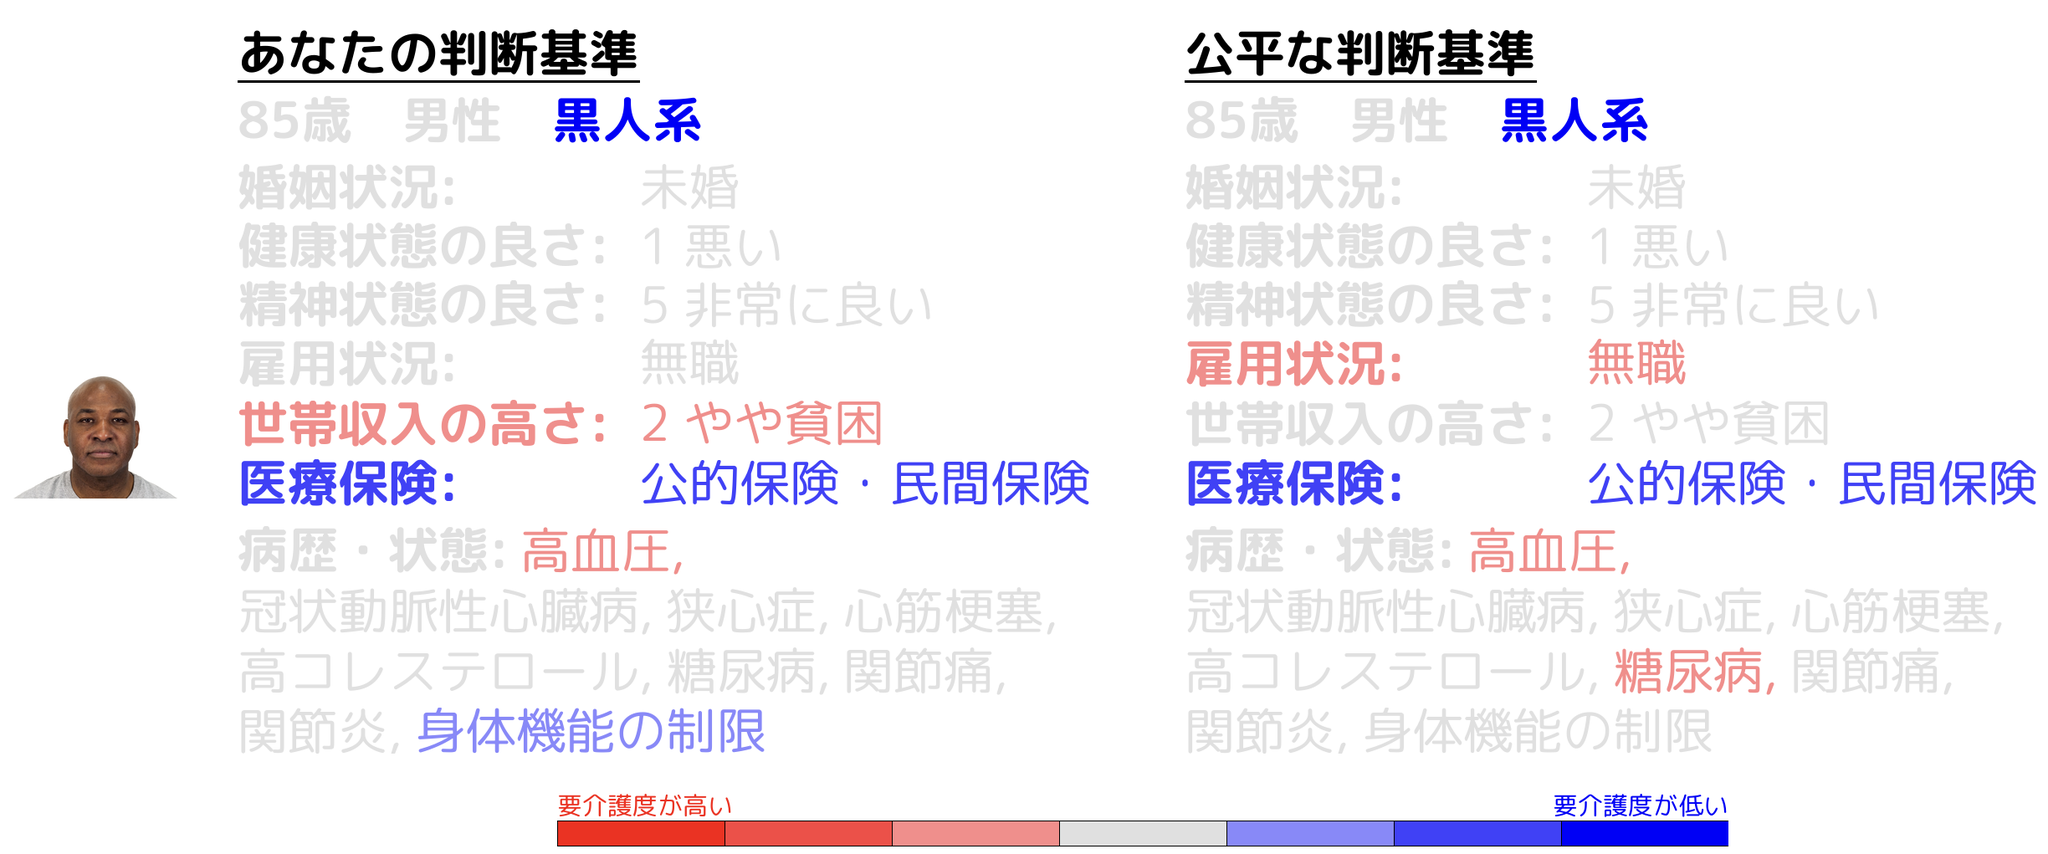 あなたの判断基準
85歳 男性 黒人系
婚姻状況: 未婚
健康状態の良さ: 1 悪い
精神状態の良さ: 5 非常に良い
雇用状況: 無職
世帯収入の高さ: 2 やや貧困
医療保険: 公的保険・民間保険
病歴・状態: 高血圧,
冠状動脈性心臓病, 狭心症, 心筋梗塞,
高コレステロール, 糖尿病, 関節痛,
関節炎, 身体機能の制限
公平な判断基準
85歳 男性 黒人系
婚姻状況: 未婚
健康状態の良さ: 1 悪い
精神状態の良さ: 5 非常に良い
雇用状況: 無職
世帯収入の高さ: 2 やや貧困
医療保険: 公的保険・民間保険
病歴・状態: 高血圧,
冠状動脈性心臓病, 狭心症, 心筋梗塞,
高コレステロール, 糖尿病, 関節痛,
関節炎, 身体機能の制限
要介護度が高い 要介護度が低い